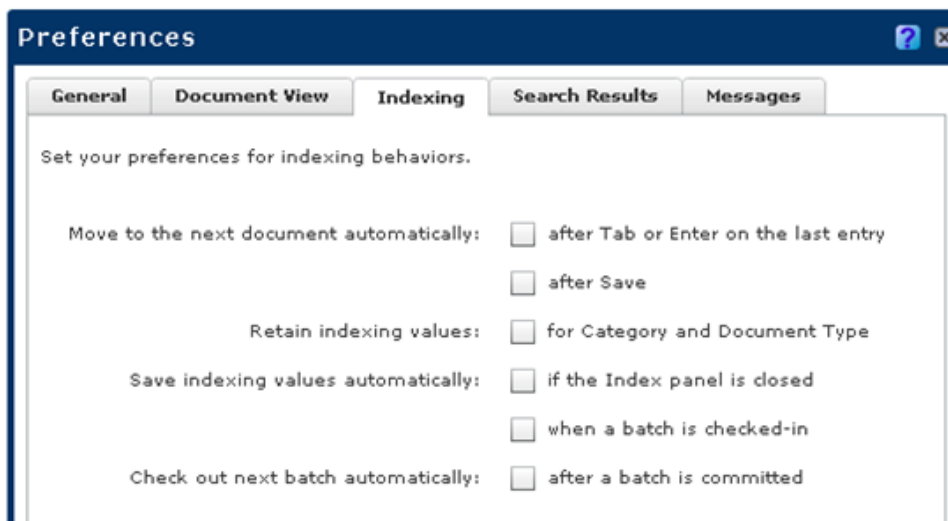 Preferences
?
General Document View Indexing Search Results Messages
Set your preferences for indexing behaviors.
Move to the next document automatically: after Tab or Enter on the last entry
after Save
Retain indexing values: for Category and Document Type
Save indexing values automatically: if the Index panel is closed
when a batch is checked-in
Check out next batch automatically: after a batch is committed